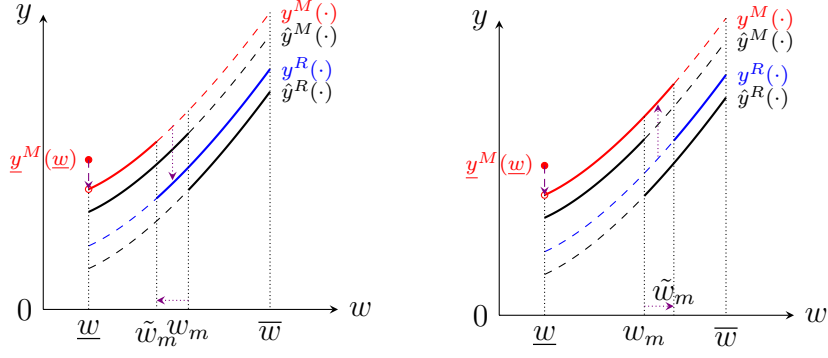 y
y^M(·)
ŷ^M(·)
y^R(·)
ŷ^R(·)
y̲^M(w̲)
0
w̲
w̃_m
w_m
w̅
w
y
y^M(·)
ŷ^M(·)
y^R(·)
ŷ^R(·)
y̲^M(w̲)
w̃_m
0
w̲
w_m
w̅
w